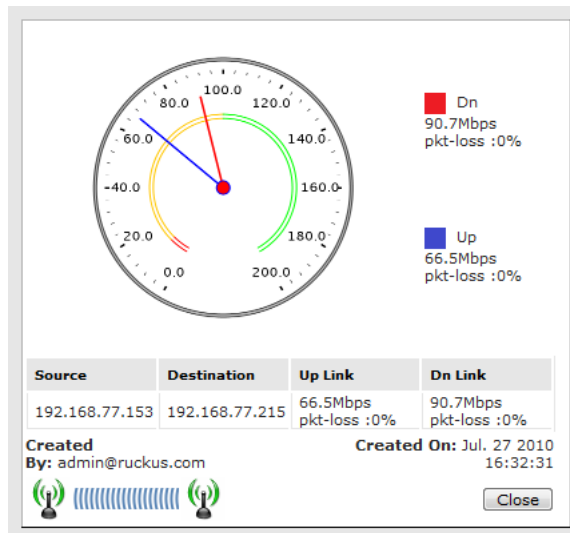 100.0
80.0
120.0
60.0
140.0
40.0
160.0
20.0
180.0
0.0
200.0
Dn
90.7Mbps
pkt-loss :0%
Up
66.5Mbps
pkt-loss :0%
Source Destination Up Link Dn Link
192.168.77.153 192.168.77.215 66.5Mbps pkt-loss :0% 90.7Mbps pkt-loss :0%
Created By: admin@ruckus.com
Created On: Jul. 27 2010 16:32:31
Close